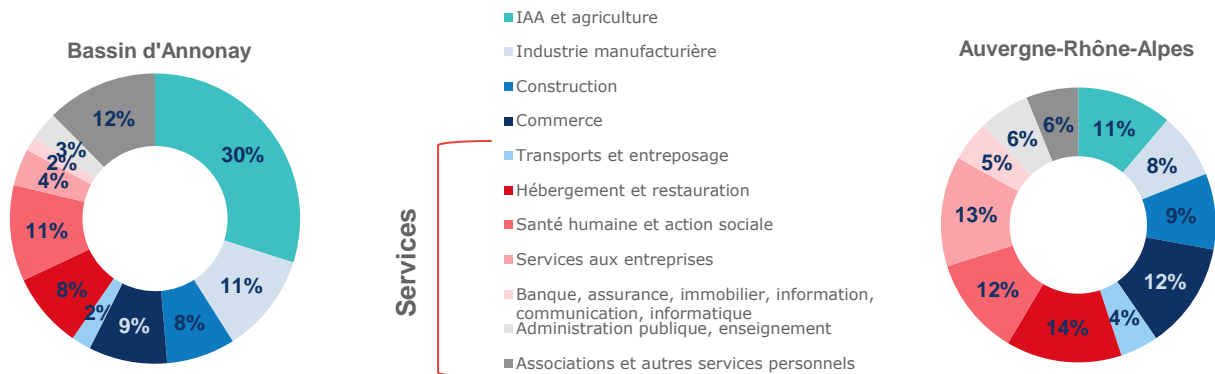 Bassin d'Annonay
12%
30%
3%
2%
4%
11%
11%
8%
2%
9%
8%
IAA et agriculture
Industrie manufacturière
Construction
Commerce
Transports et entreposage
Hébergement et restauration
Santé humaine et action sociale
Services aux entreprises
Banque, assurance, immobilier, information,
communication, informatique
Administration publique, enseignement
Associations et autres services personnels
Services
Auvergne-Rhône-Alpes
6%
11%
6%
8%
5%
9%
13%
12%
12%
4%
14%